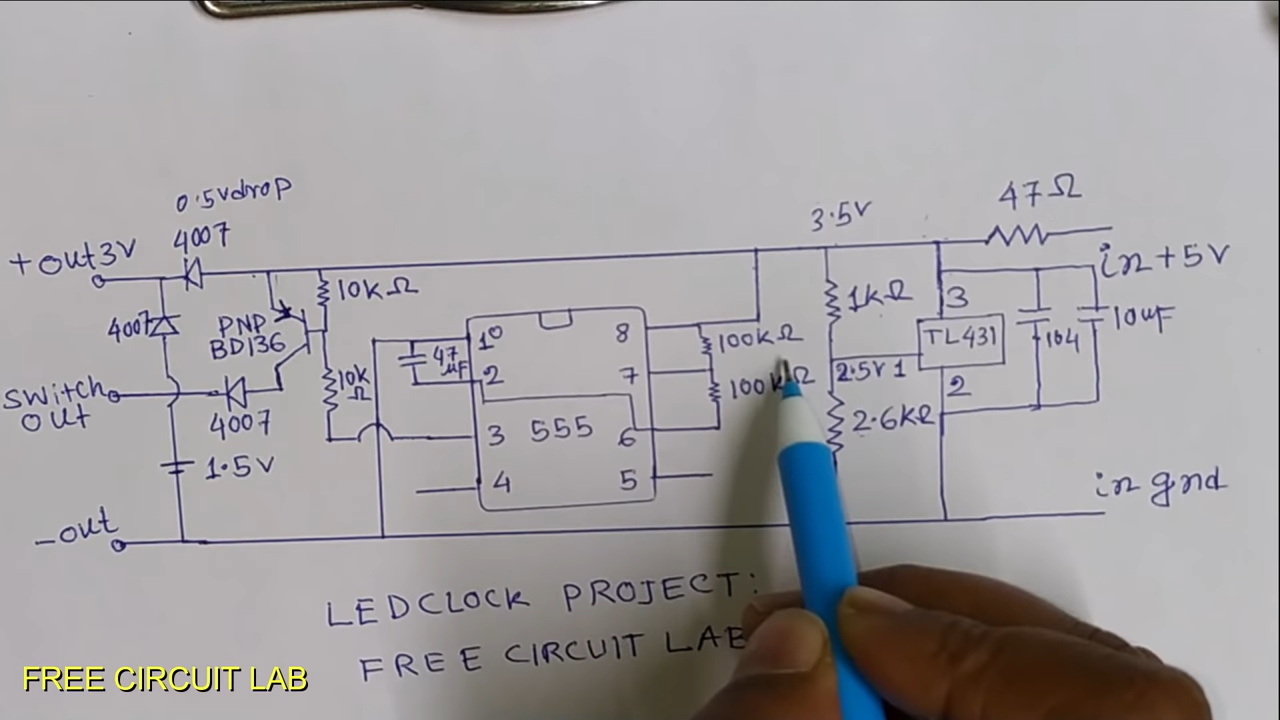 0.5Vdrop
4007
+out3V
4007
PNP
BD136
10KΩ
10K
Ω
switch
out
4007
1.5V
-out
47
μF
1
8
2
7
3
555
6
4
5
100KΩ
100KΩ
3.5V
1KΩ
2.5V 1
2.6KΩ
3
TL431
2
47Ω
in +5V
104
10uF
in gnd
LEDCLOCK PROJECT:
FREE CIRCUIT LAB
FREE CIRCUIT LAB